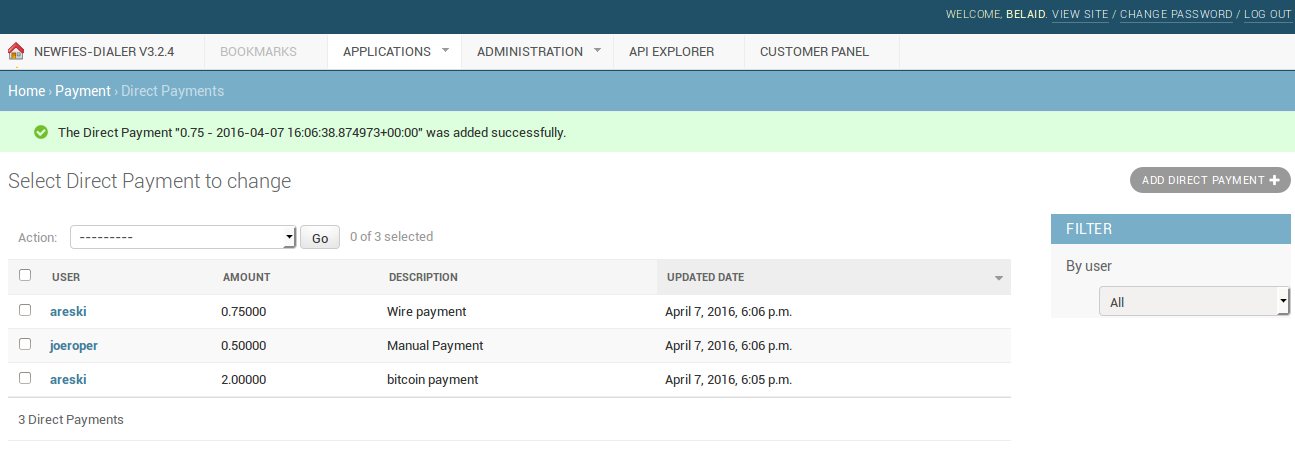 WELCOME, BELAID. VIEW SITE / CHANGE PASSWORD / LOG OUT
NEWFIES-DIALER V3.2.4 BOOKMARKS APPLICATIONS ADMINISTRATION API EXPLORER CUSTOMER PANEL
Home › Payment › Direct Payments
The Direct Payment "0.75 - 2016-04-07 16:06:38.874973+00:00" was added successfully.
Select Direct Payment to change
ADD DIRECT PAYMENT
Action: --------- Go 0 of 3 selected
USER AMOUNT DESCRIPTION UPDATED DATE
areski 0.75000 Wire payment April 7, 2016, 6:06 p.m.
joeroper 0.50000 Manual Payment April 7, 2016, 6:06 p.m.
areski 2.00000 bitcoin payment April 7, 2016, 6:05 p.m.
3 Direct Payments
FILTER
By user
All